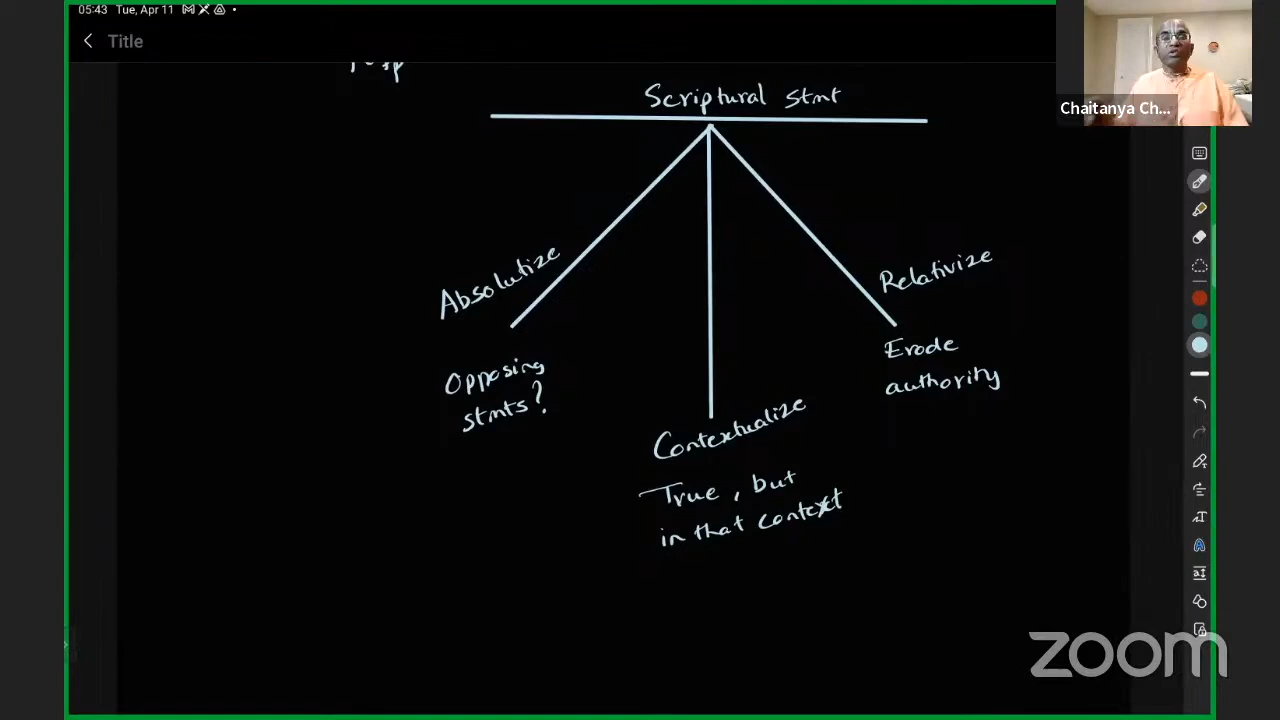 05:43 Tue, Apr 11
Title
Chaitanya Ch...
Scriptural stmt
Absolutize
Relativize
Opposing
stmts?
Erode
authority
Contextualize
True, but
in that context
zoom